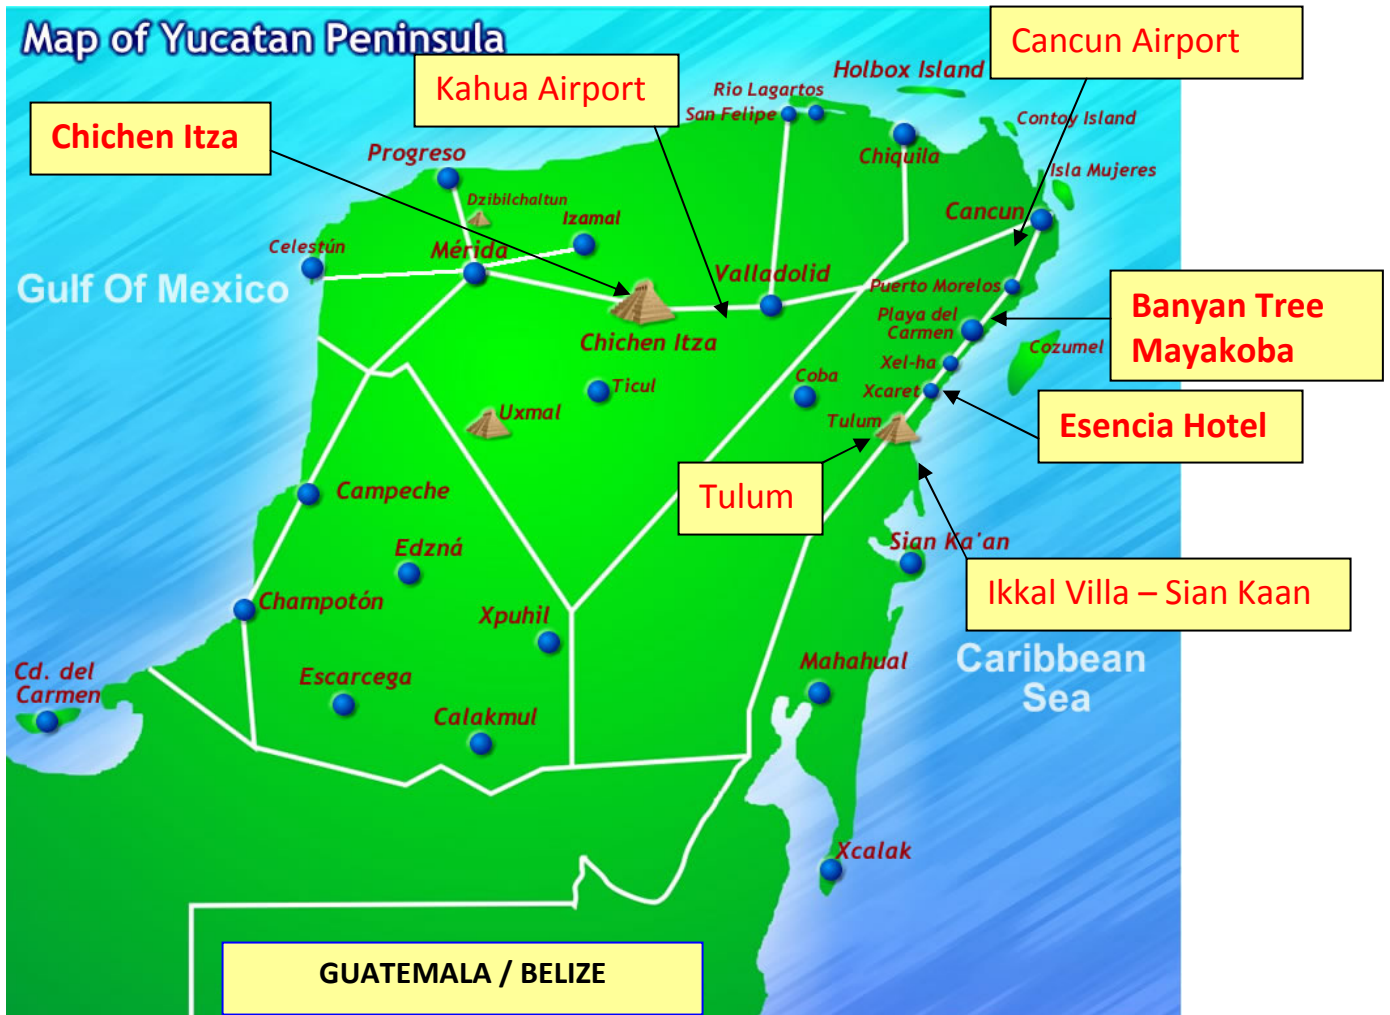 Map of Yucatan Peninsula
Cancun Airport
Kahua Airport
Holbox Island
Rio Lagartos
San Felipe
Contoy Island
Chichen Itza
Progreso
Chiquila
Isla Mujeres
Dzibilchaltun
Izamal
Cancun
Celestún
Mérida
Gulf Of Mexico
Valladolid
Puerto Morelos
Banyan Tree
Mayakoba
Playa del
Carmen
Chichen Itza
Cozumel
Xel-ha
Ticul
Coba
Xcaret
Uxmal
Tulum
Esencia Hotel
Tulum
Campeche
Edzná
Sian Ka'an
Ikkal Villa – Sian Kaan
Champotón
Xpuhil
Caribbean
Sea
Cd. del
Carmen
Escarcega
Mahahual
Calakmul
Xcalak
GUATEMALA / BELIZE